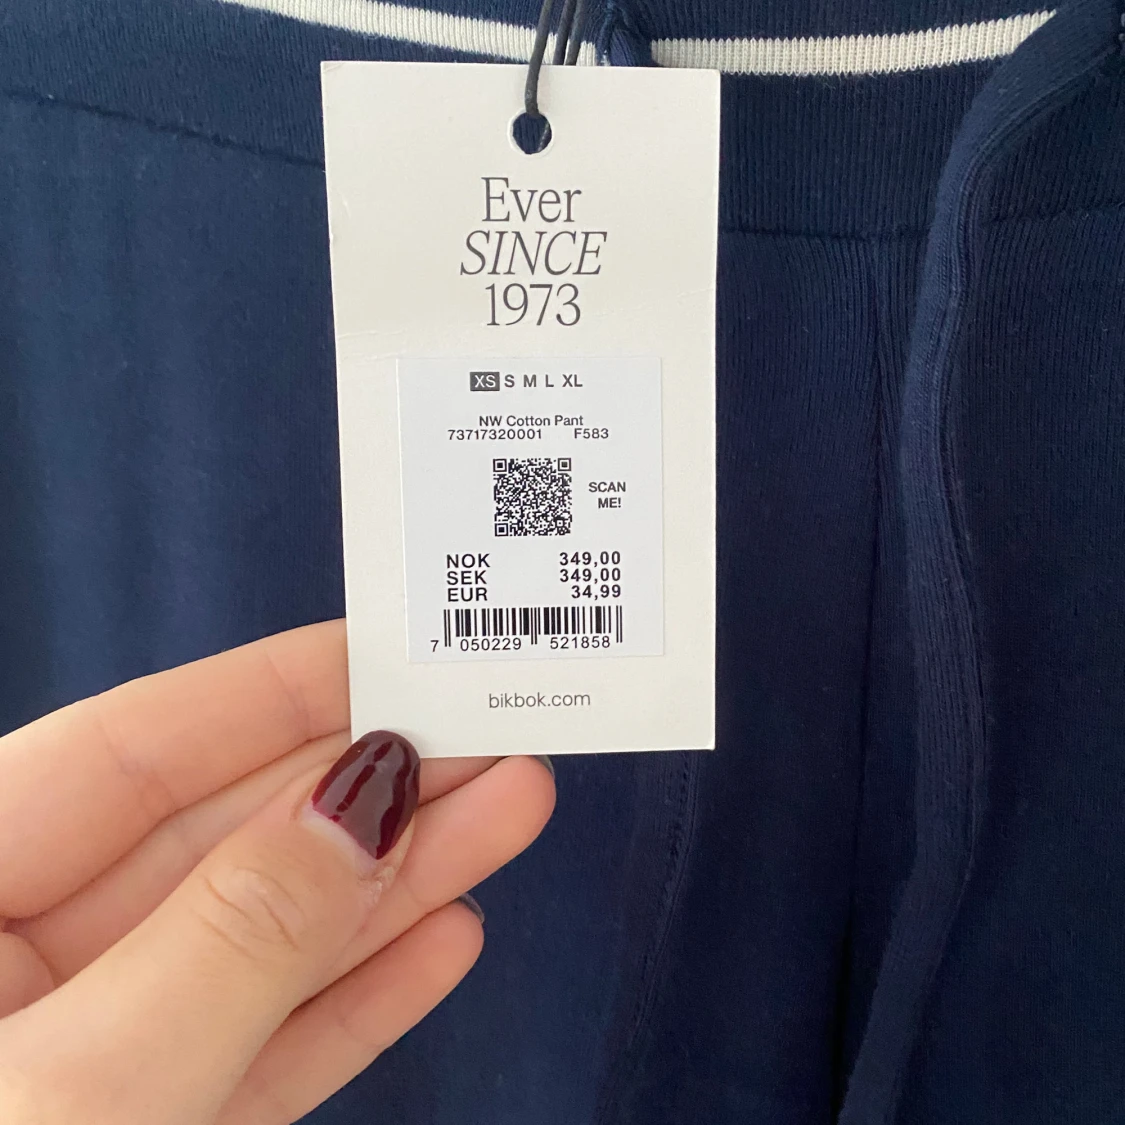 Ever
SINCE
1973
XS S M L XL
NW Cotton Pant
73717320001 F583
SCAN
ME!
NOK 349,00
SEK 349,00
EUR 34,99
7 050229 521858
bikbok.com